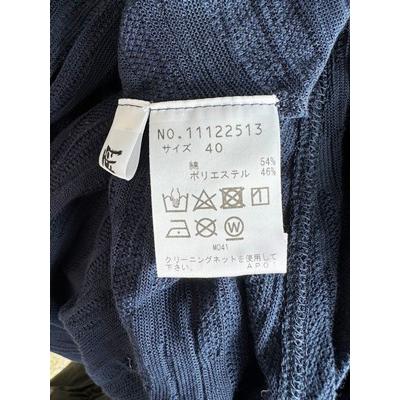 NO.11122513
サイズ 40
綿 54%
ポリエステル 46%
M041
クリーニングネットを使用して
下さい。 APO